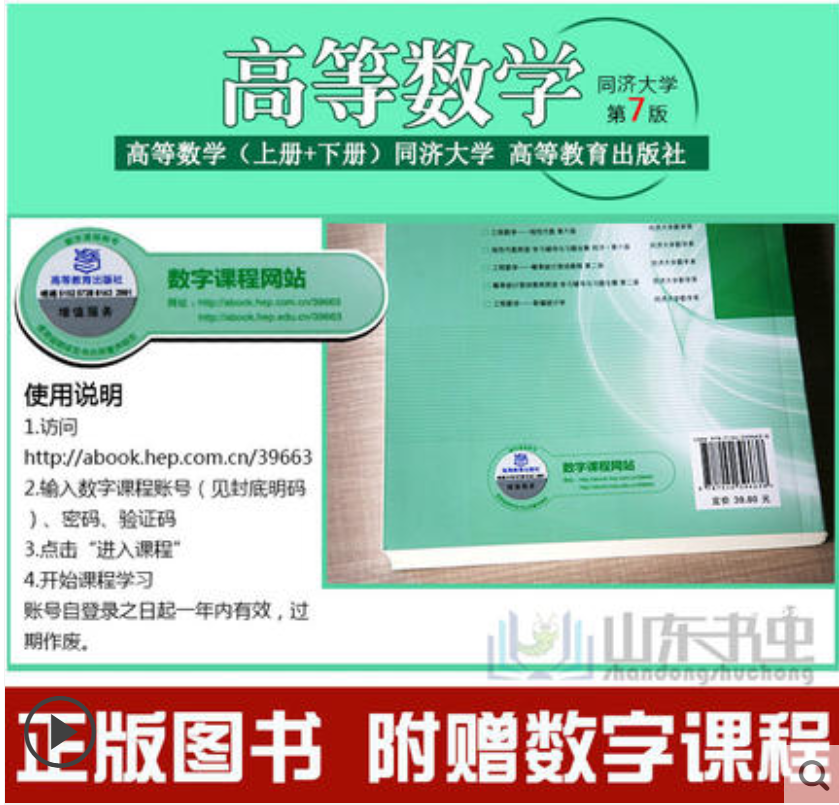 高等数学
同济大学
第7版
高等数学（上册+下册）同济大学 高等教育出版社
高等教育出版社
增值服务
数字课程网站
网址：http://abook.hep.com.cn/39663
http://abook.hep.edu.cn/39663
使用说明
1.访问
http://abook.hep.com.cn/39663
2.输入数字课程账号（见封底明码
）、密码、验证码
3.点击“进入课程”
4.开始课程学习
账号自登录之日起一年内有效，过
期作废。
数字课程网站
定价 39.80 元
山东书虫
shandongshuchong
正版图书 附赠数字课程